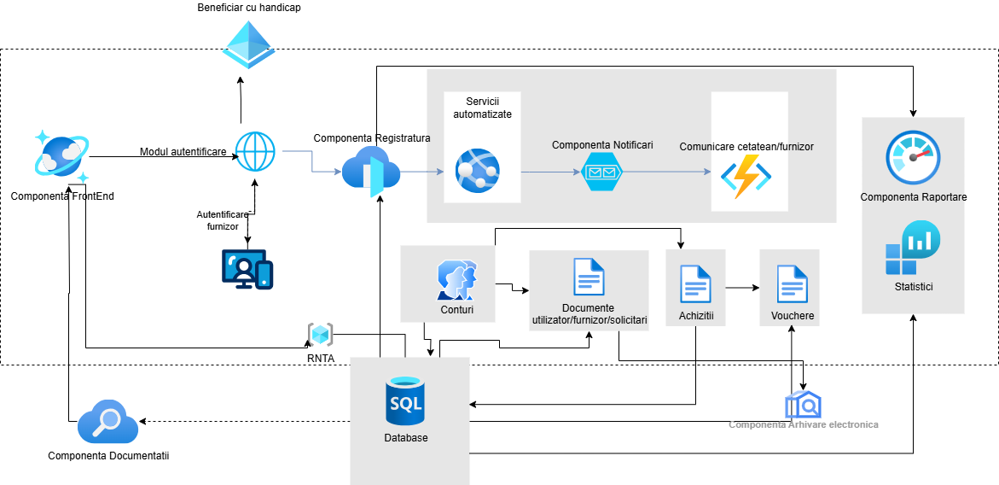 Beneficiar cu handicap
Servicii
automatizate
Componenta Registratura
Componenta Notificari
Comunicare cetatean/furnizor
Modul autentificare
Componenta FrontEnd
Componenta Raportare
Autentificare
furnizor
Statistici
Conturi
Documente
utilizator/furnizor/solicitari
Achizitii
Vouchere
RNTA
SQL
Database
Componenta Arhivare electronica
Componenta Documentatii